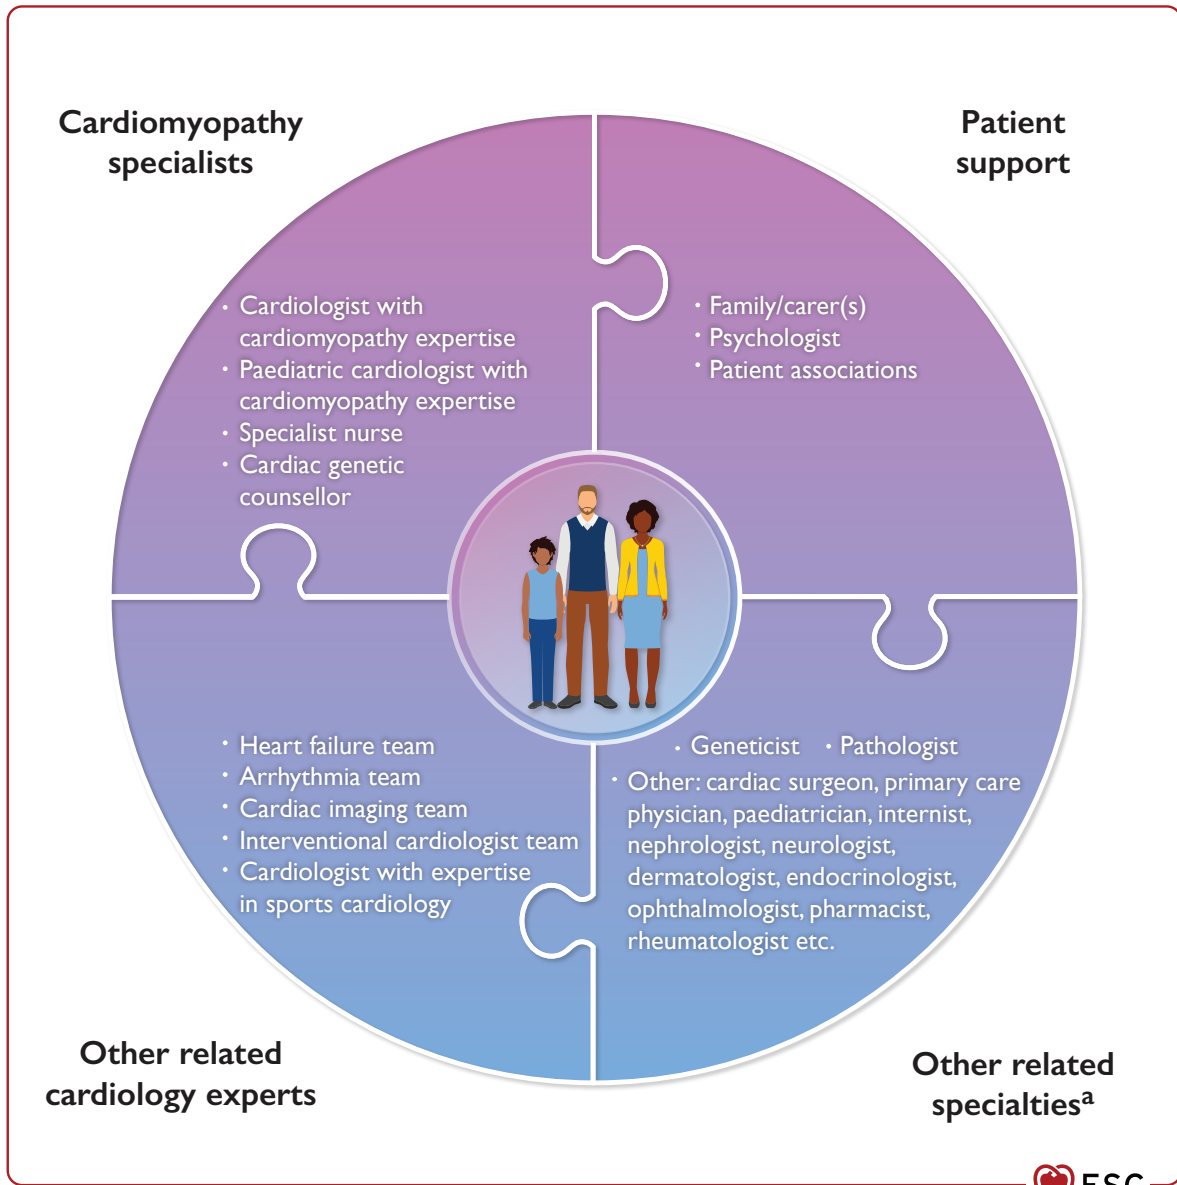 Cardiomyopathy
specialists
Patient
support
· Cardiologist with
cardiomyopathy expertise
· Paediatric cardiologist with
cardiomyopathy expertise
· Specialist nurse
· Cardiac genetic
counsellor
· Family/carer(s)
· Psychologist
· Patient associations
· Heart failure team
· Arrhythmia team
· Cardiac imaging team
· Interventional cardiologist team
· Cardiologist with expertise
in sports cardiology
· Geneticist · Pathologist
· Other: cardiac surgeon, primary care
physician, paediatrician, internist,
nephrologist, neurologist,
dermatologist, endocrinologist,
ophthalmologist, pharmacist,
rheumatologist etc.
Other related
cardiology experts
Other related
specialtiesᵃ
ESC